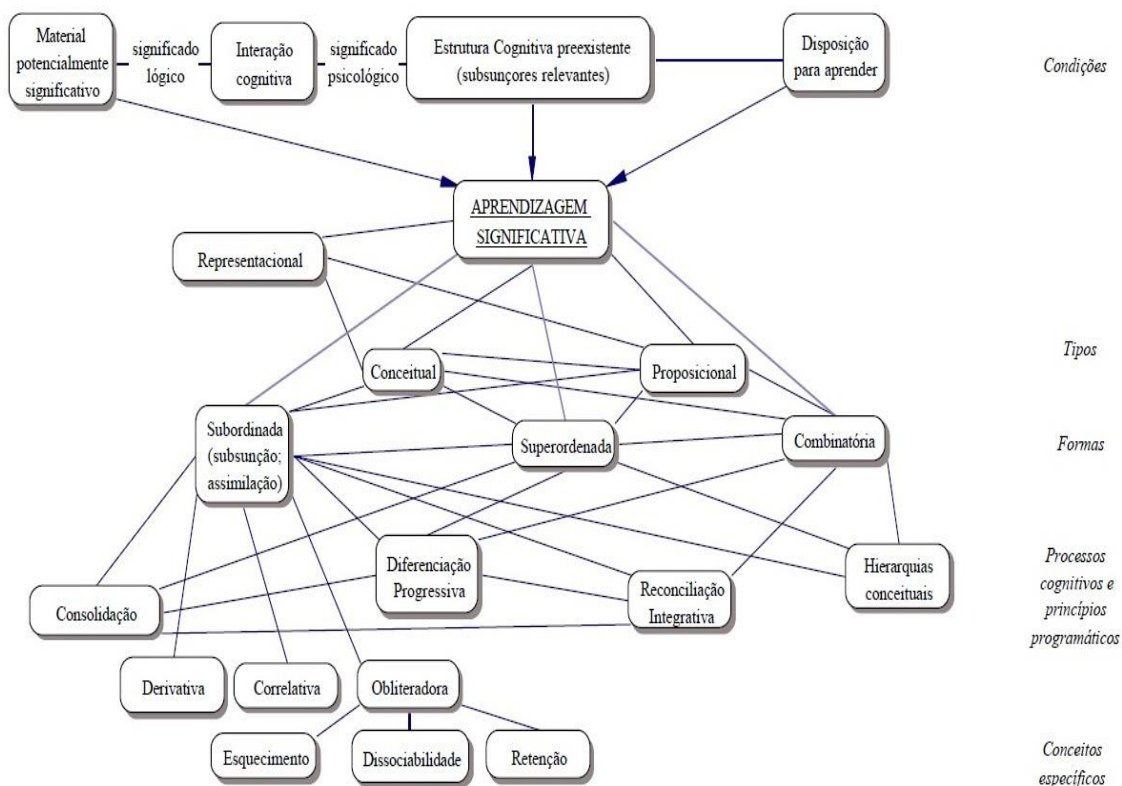 Material
potencialmente
significativo
significado
lógico
Interação
cognitiva
significado
psicológico
Estrutura Cognitiva preexistente
(subsunçores relevantes)
Disposição
para aprender
Condições
APRENDIZAGEM
SIGNIFICATIVA
Representacional
Tipos
Conceitual
Proposicional
Subordinada
(subsunção;
assimilação)
Superordenada
Combinatória
Formas
Diferenciação
Progressiva
Reconciliação
Integrativa
Hierarquias
conceituais
Processos
cognitivos e
princípios
programáticos
Consolidação
Derivativa
Correlativa
Obliteradora
Esquecimento
Dissociabilidade
Retenção
Conceitos
específicos